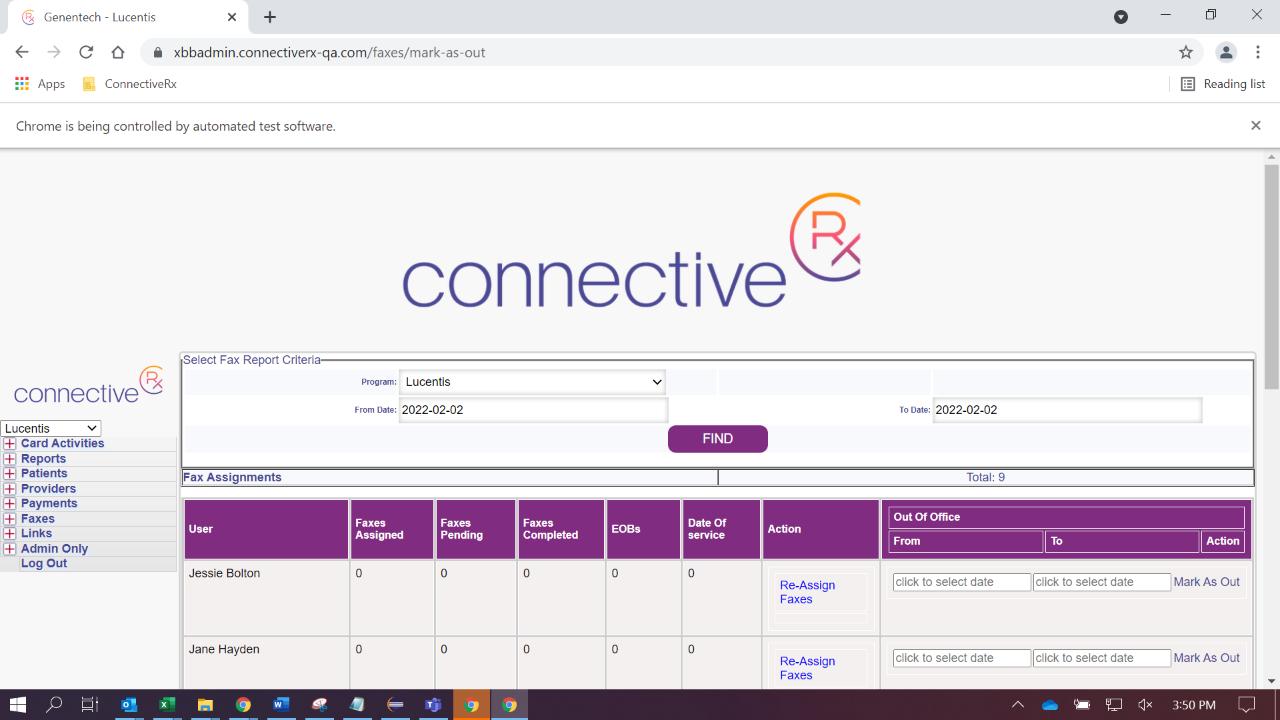 Genentech - Lucentis
xbbadmin.connectiverx-qa.com/faxes/mark-as-out
Apps
ConnectiveRx
Reading list
Chrome is being controlled by automated test software.
connective Rx
connective Rx
Lucentis
Card Activities
Reports
Patients
Providers
Payments
Faxes
Links
Admin Only
Log Out
Select Fax Report Criteria
Program: Lucentis
From Date: 2022-02-02 To Date: 2022-02-02
FIND
Fax Assignments Total: 9
User Faxes Assigned Faxes Pending Faxes Completed EOBs Date Of service Action Out Of Office
From To Action
Jessie Bolton 0 0 0 0 0 Re-Assign Faxes click to select date click to select date Mark As Out
Jane Hayden 0 0 0 0 0 Re-Assign Faxes click to select date click to select date Mark As Out
3:50 PM